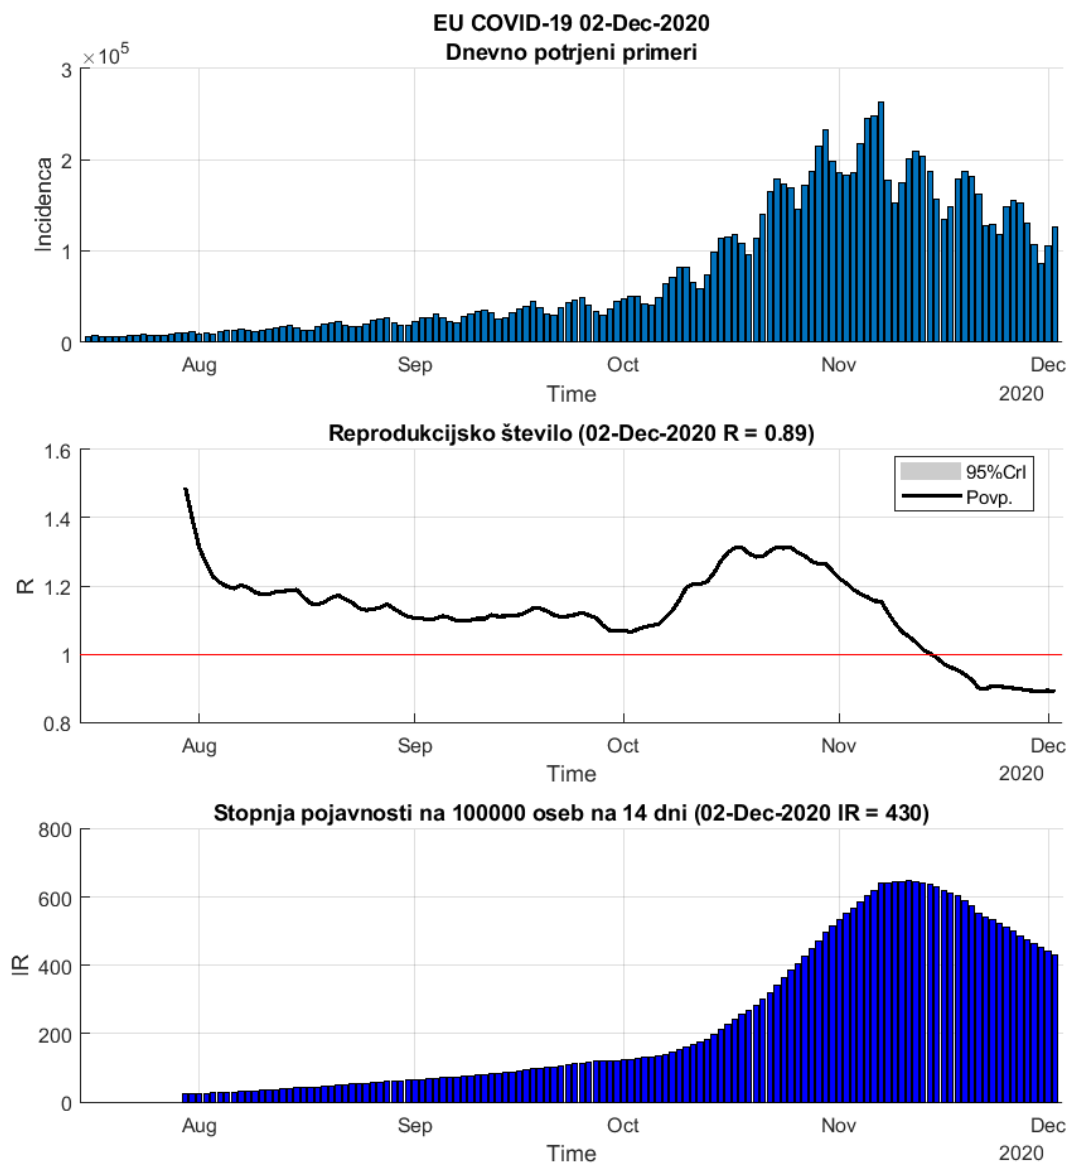 EU COVID-19 02-Dec-2020
Dnevno potrjeni primeri
×10⁵
3
2
1
0
Incidenca
Aug Sep Oct Nov Dec
Time
2020
Reprodukcijsko število (02-Dec-2020 R = 0.89)
1.6
1.4
1.2
1
0.8
R
95%CrI
Povp.
Aug Sep Oct Nov Dec
Time
2020
Stopnja pojavnosti na 100000 oseb na 14 dni (02-Dec-2020 IR = 430)
800
600
400
200
0
IR
Aug Sep Oct Nov Dec
Time
2020